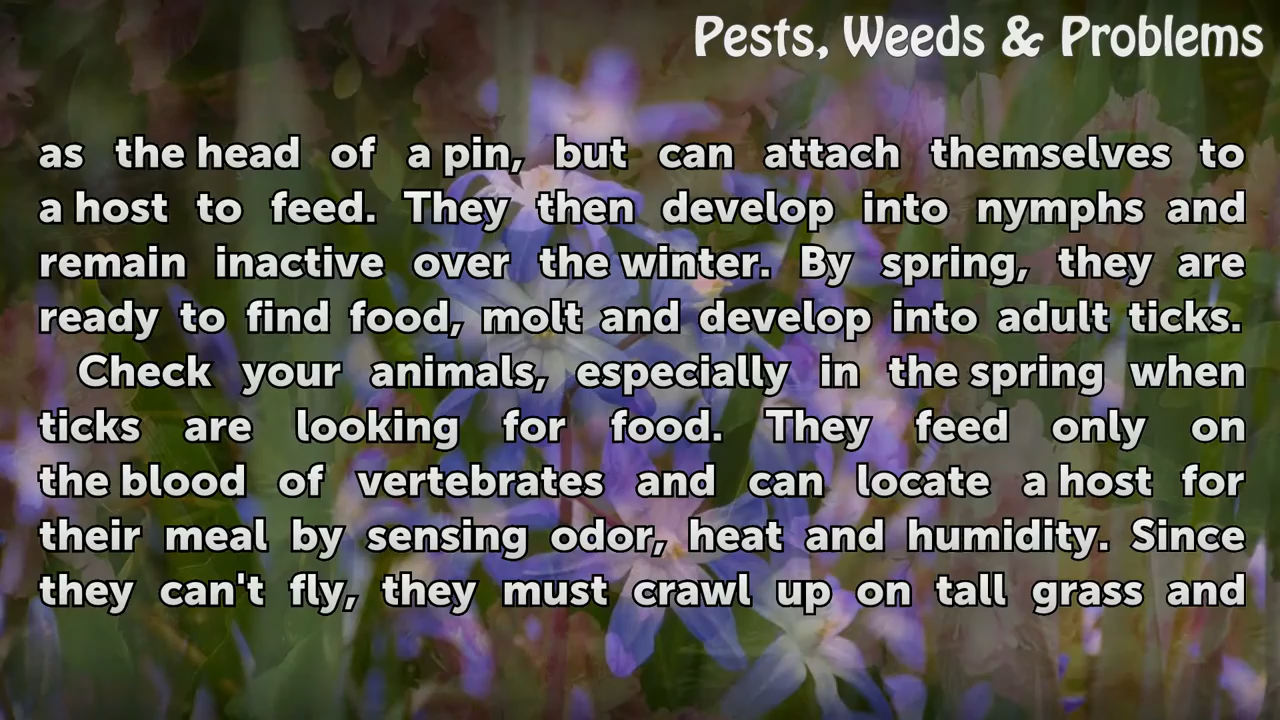 Pests, Weeds & Problems
as the head of a pin, but can attach themselves to
a host to feed. They then develop into nymphs and
remain inactive over the winter. By spring, they are
ready to find food, molt and develop into adult ticks.
Check your animals, especially in the spring when
ticks are looking for food. They feed only on
the blood of vertebrates and can locate a host for
their meal by sensing odor, heat and humidity. Since
they can't fly, they must crawl up on tall grass and